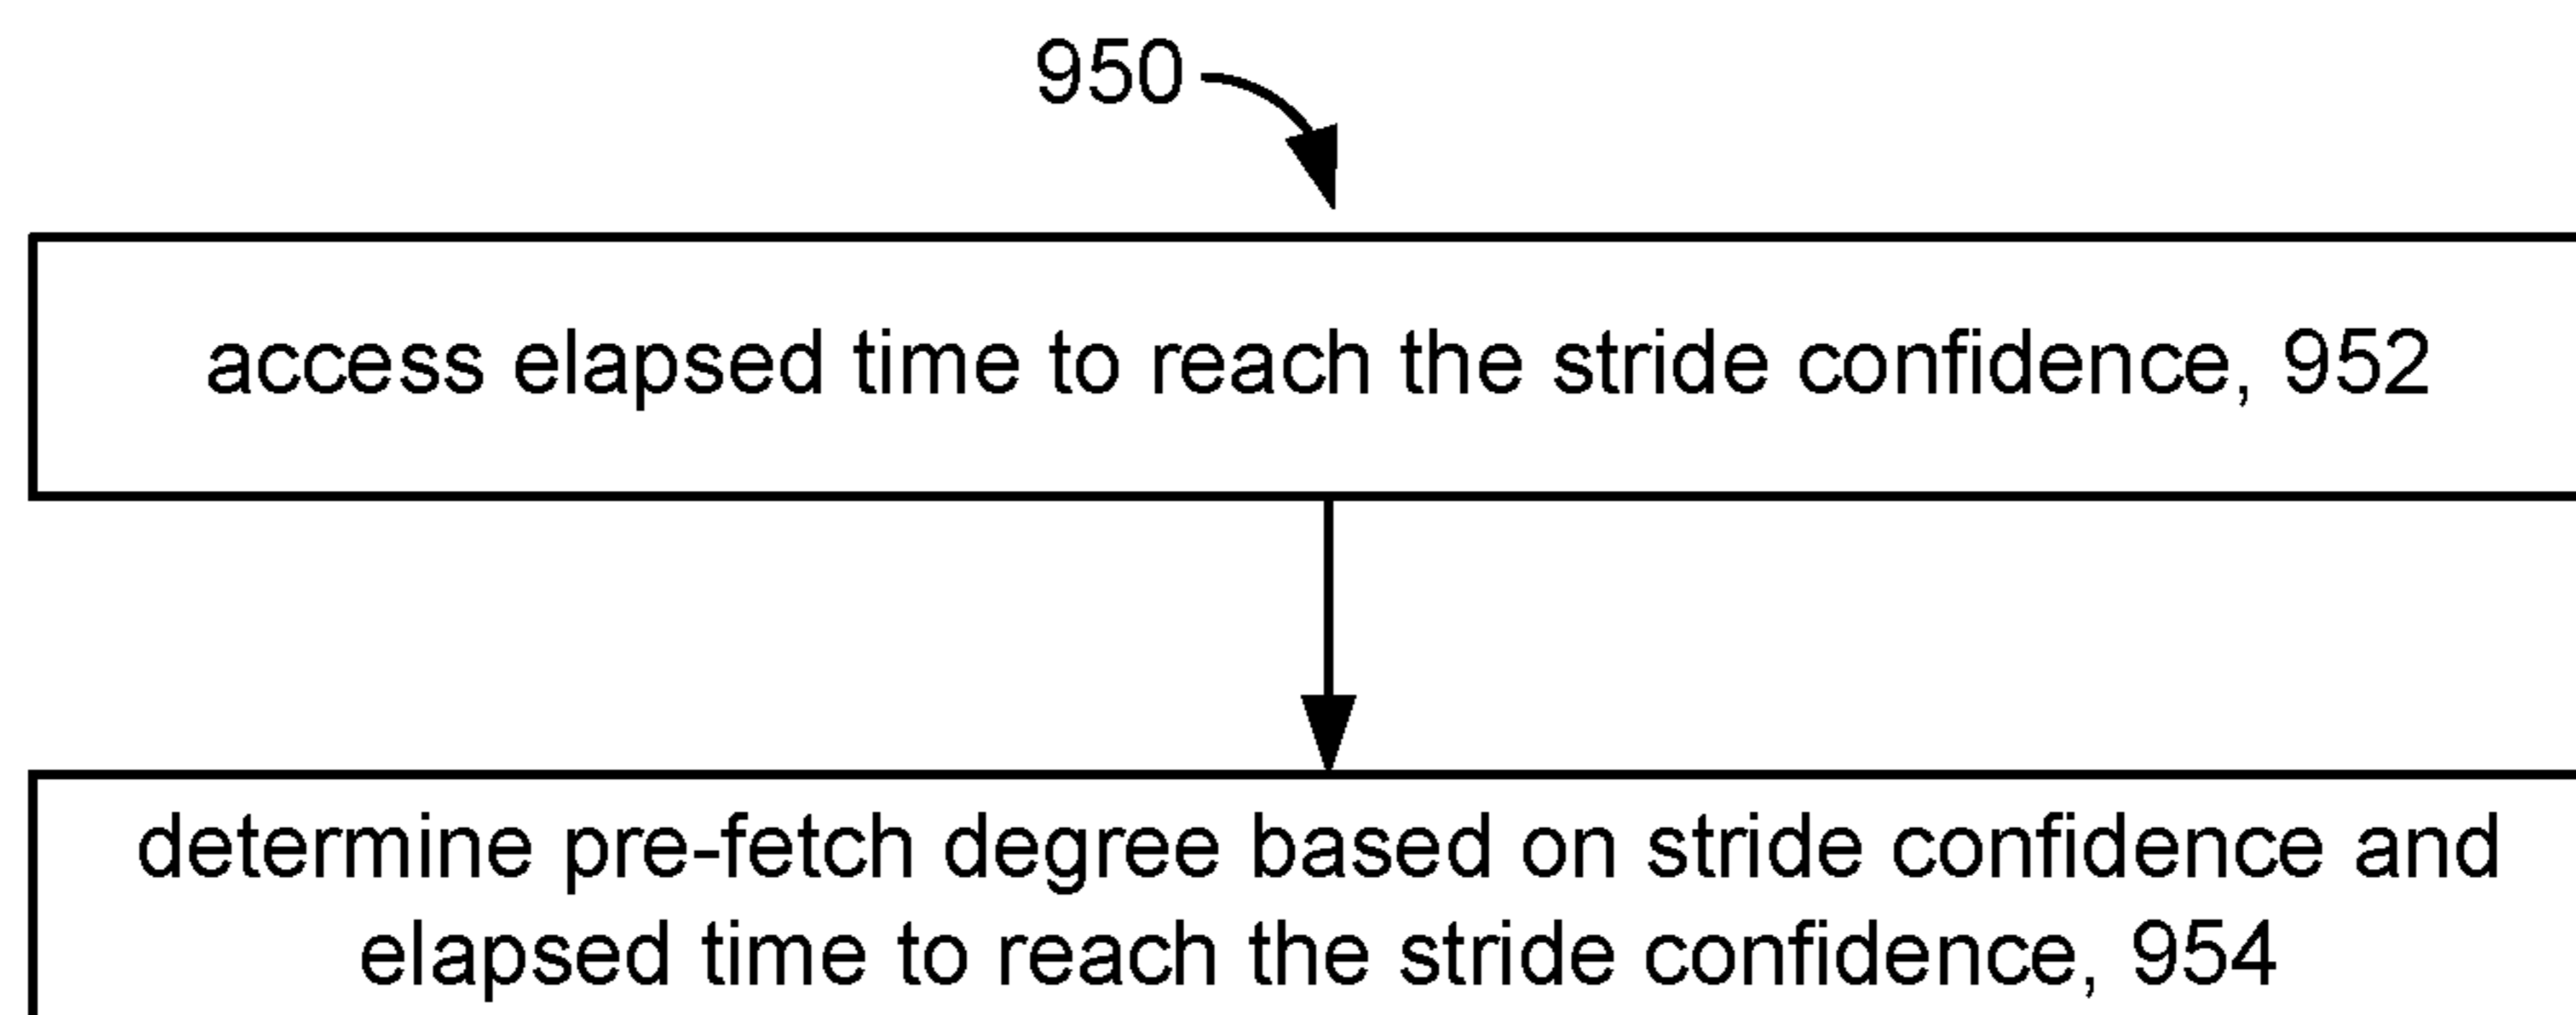 950
access elapsed time to reach the stride confidence, 952
determine pre-fetch degree based on stride confidence and
elapsed time to reach the stride confidence, 954